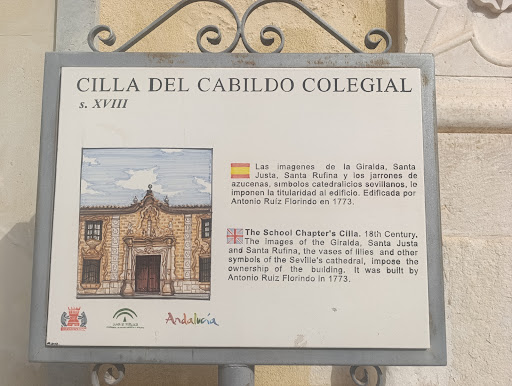 CILLA DEL CABILDO COLEGIAL
s. XVIII
Las imagenes de la Giralda, Santa
Justa, Santa Rufina y los jarrones de
azucenas, simbolos catedralicios sevillanos, le
imponen la titularidad al edificio. Edificada por
Antonio Ruiz Florindo en 1773.
The School Chapter's Cilla. 18th Century.
The images of the Giralda, Santa Justa
and Santa Rufina, the vases of lilies and other
symbols of the Seville's cathedral, impose the
ownership of the building. It was built by
Antonio Ruiz Florindo in 1773.
Andalucía